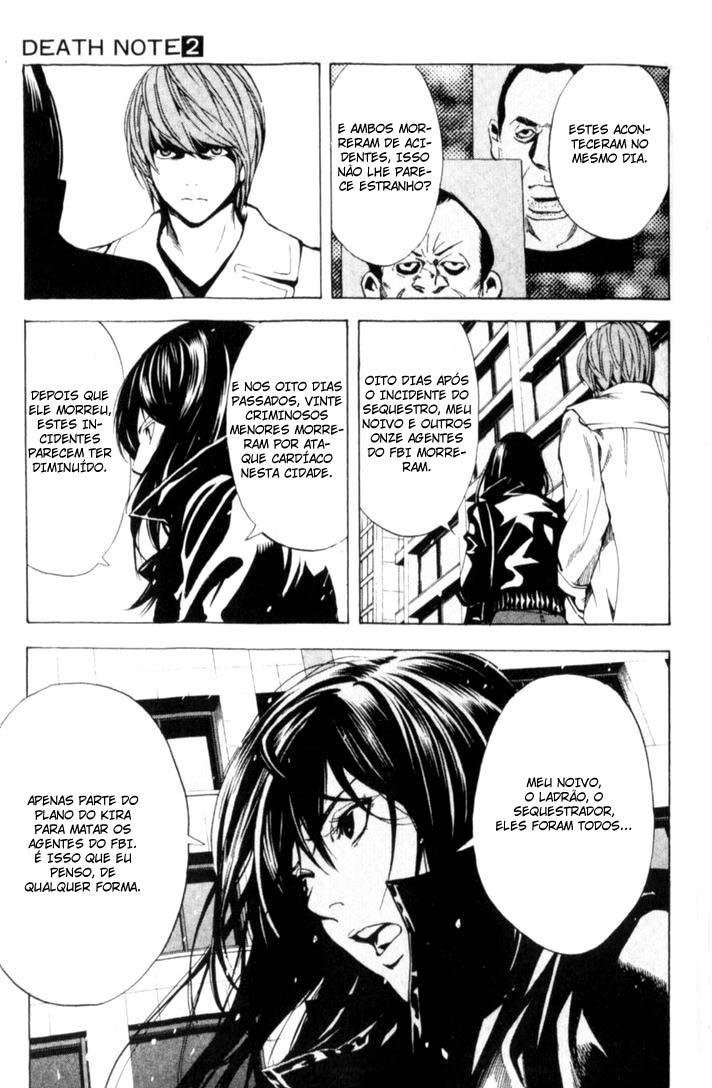 DEATH NOTE 2
ESTES ACON-
TECERAM NO
MESMO DIA.
E AMBOS MOR-
RERAM DE ACI-
DENTES, ISSO
NÃO LHE PARE-
CE ESTRANHO?
OITO DIAS APÓS
O INCIDENTE DO
SEQUESTRO, MEU
NOIVO E OUTROS
ONZE AGENTES
DO FBI MORRE-
RAM.
E NOS OITO DIAS
PASSADOS, VINTE
CRIMINOSOS
MENORES MORRE-
RAM POR ATA-
QUE CARDÍACO
NESTA CIDADE.
DEPOIS QUE
ELE MORREU,
ESTES IN-
CIDENTES
PARECEM TER
DIMINUÍDO.
MEU NOIVO,
O LADRÃO, O
SEQUESTRADOR,
ELES FORAM TODOS...
APENAS PARTE DO
PLANO DO KIRA
PARA MATAR OS
AGENTES DO FBI.
É ISSO QUE EU
PENSO, DE
QUALQUER FORMA.